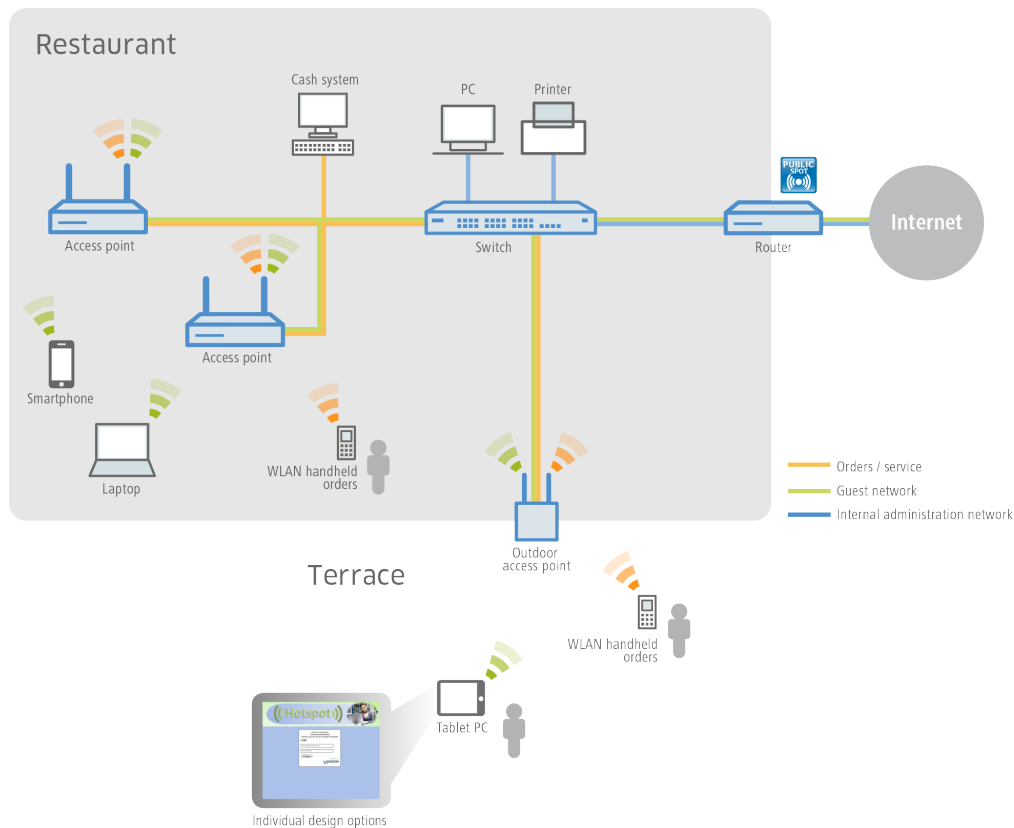 Restaurant
Cash system
PC
Printer
PUBLIC
SPOT
Internet
Access point
Switch
Router
Access point
Smartphone
Laptop
WLAN handheld
orders
Orders / service
Guest network
Internal administration network
Outdoor
access point
Terrace
WLAN handheld
orders
Tablet PC
Hotspot
Individual design options